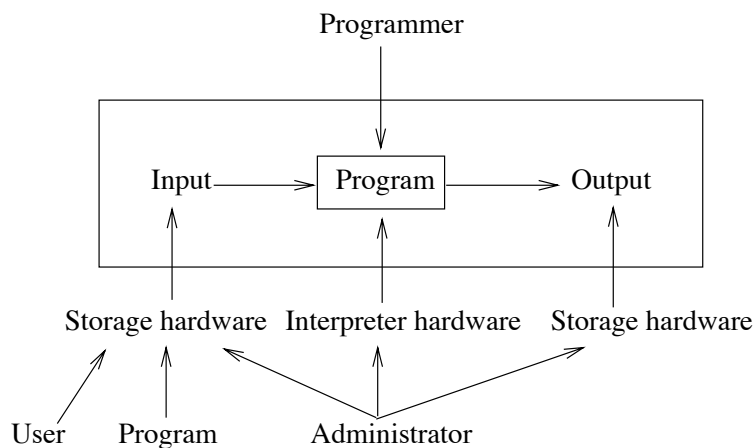 Programmer
Input Program Output
Storage hardware Interpreter hardware Storage hardware
User Program Administrator